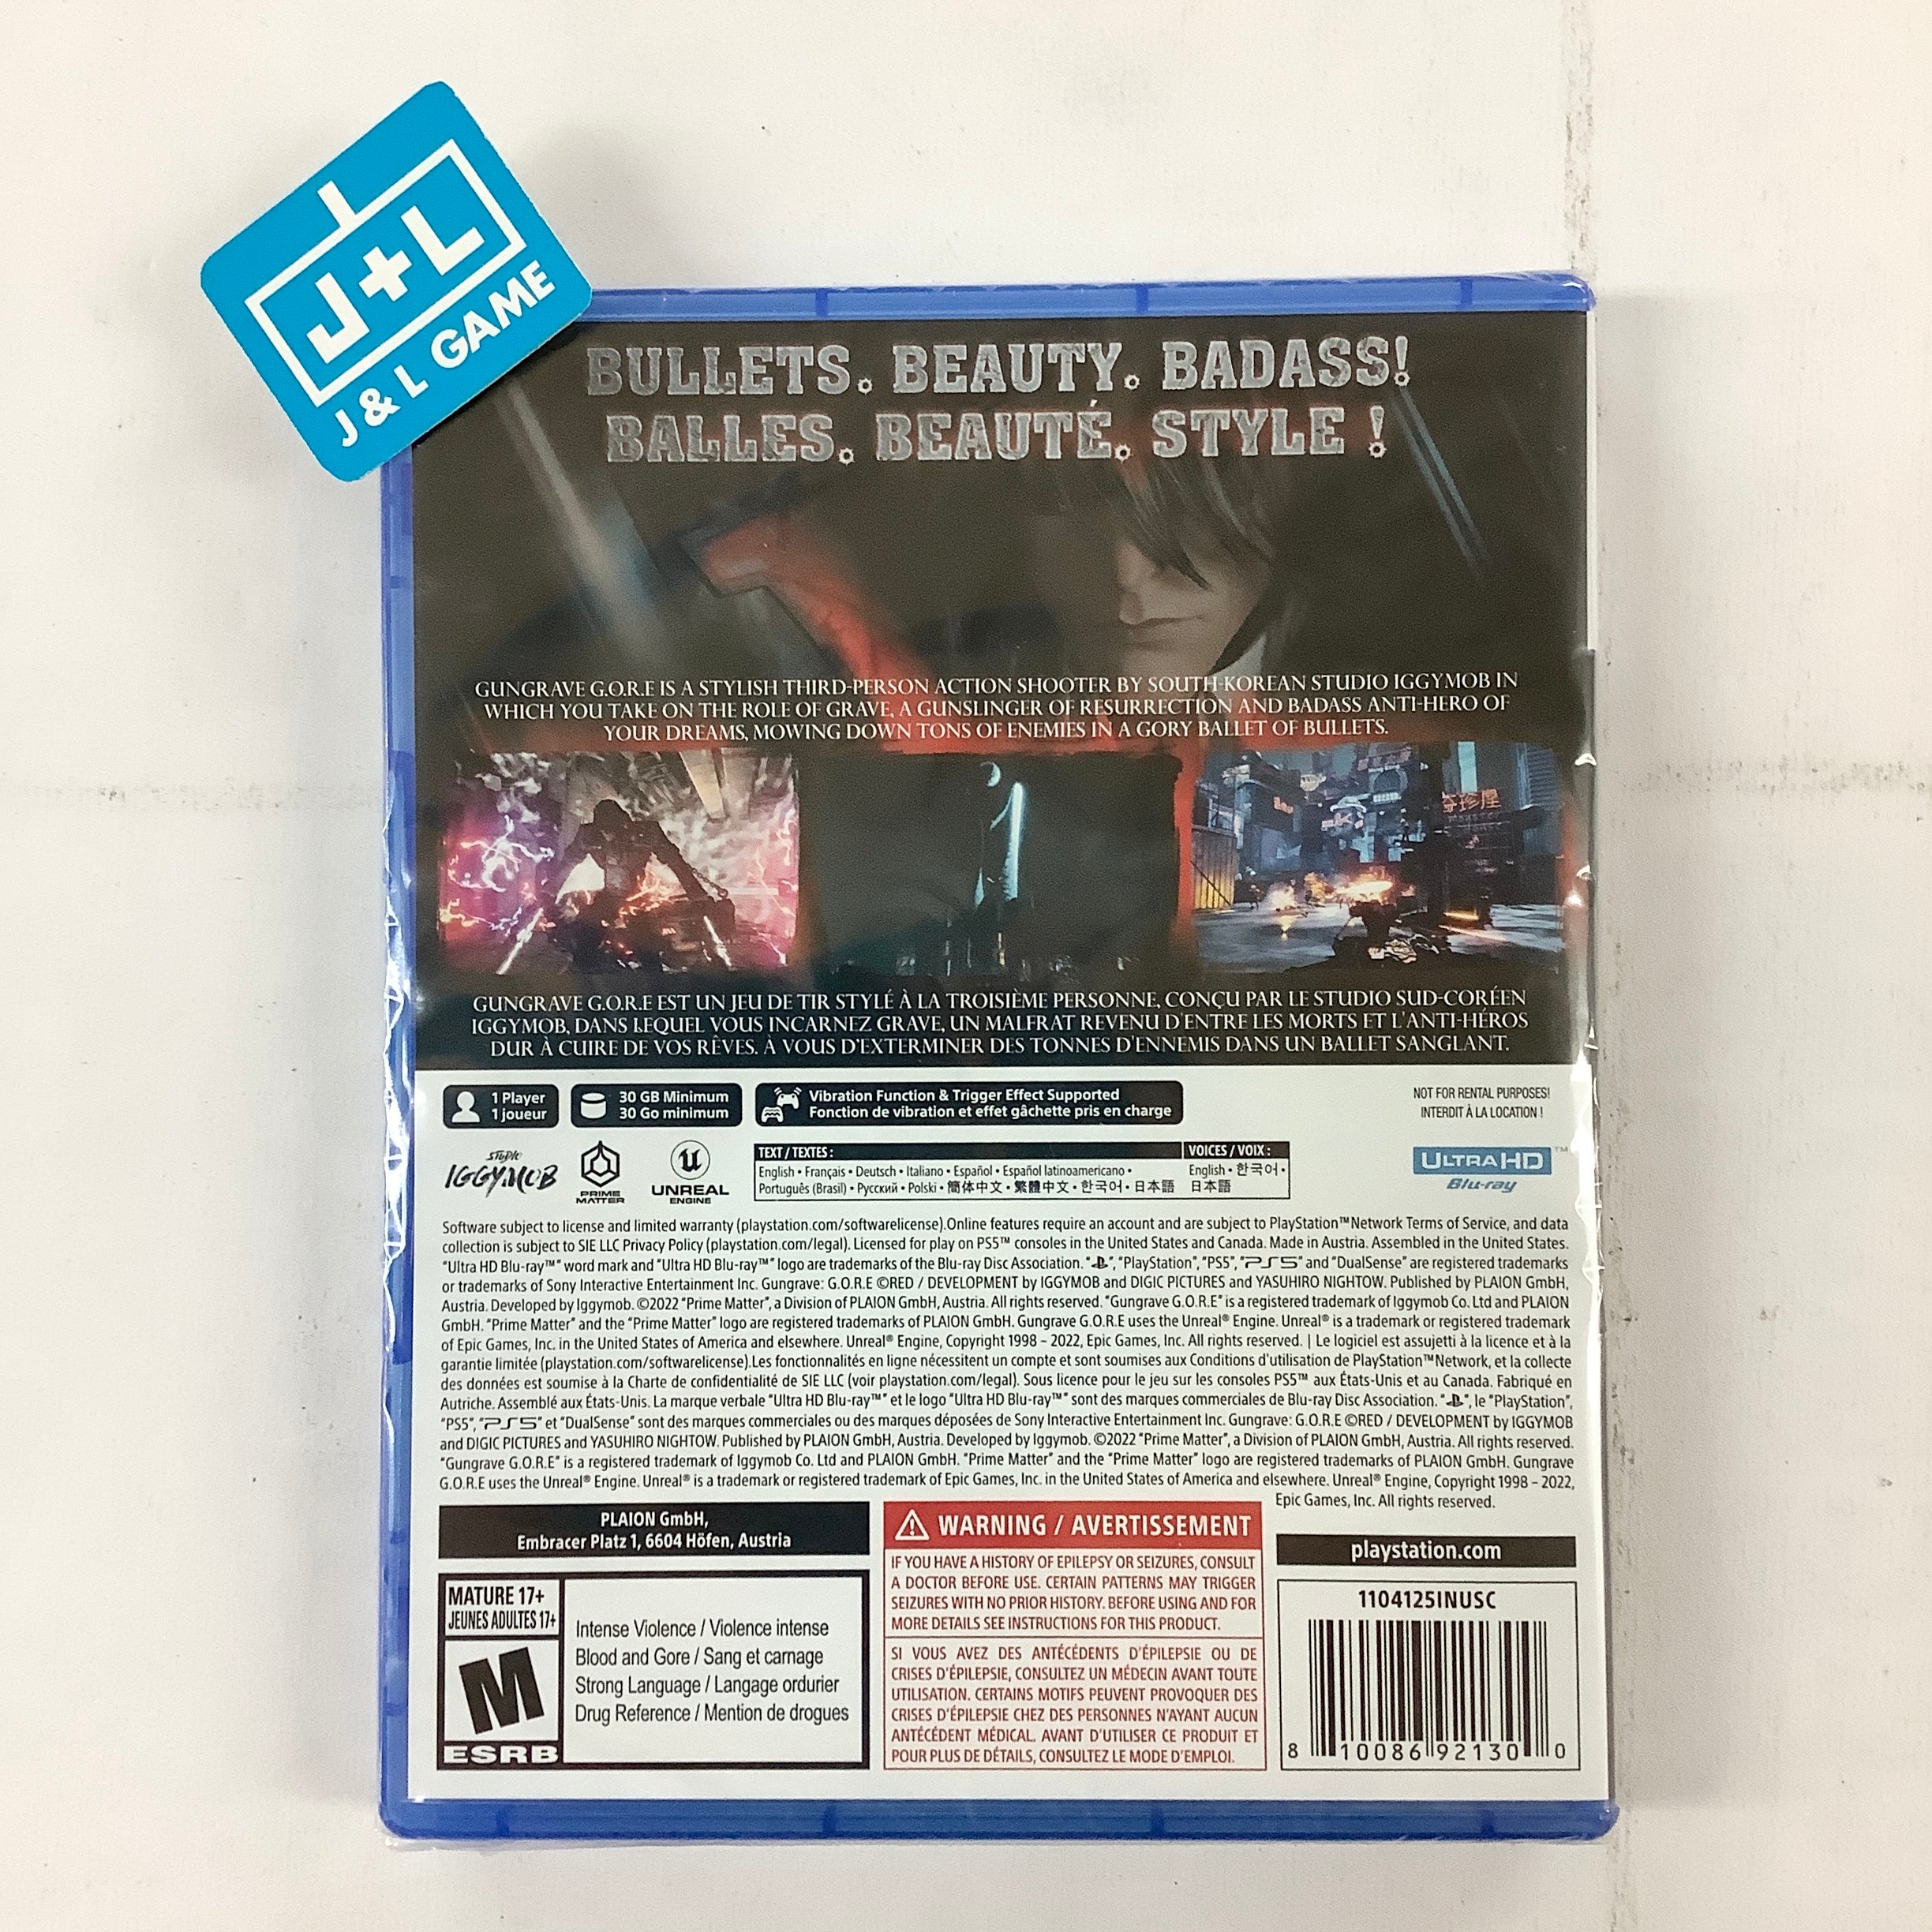 J+L
J & L GAME
BULLETS. BEAUTY. BADASS!
BALLES. BEAUTÉ. STYLE !
GUNGRAVE G.O.R.E IS A STYLISH THIRD-PERSON ACTION SHOOTER BY SOUTH-KOREAN STUDIO IGGYMOB IN
WHICH YOU TAKE ON THE ROLE OF GRAVE, A GUNSLINGER OF RESURRECTION AND BADASS ANTI-HERO OF
YOUR DREAMS, MOWING DOWN TONS OF ENEMIES IN A GORY BALLET OF BULLETS.
GUNGRAVE G.O.R.E EST UN JEU DE TIR STYLÉ À LA TROISIÈME PERSONNE, CONÇU PAR LE STUDIO SUD-CORÉEN
IGGYMOB, DANS LEQUEL VOUS INCARNEZ GRAVE, UN MALFRAT REVENU D'ENTRE LES MORTS ET L'ANTI-HÉROS
DUR À CUIRE DE VOS RÊVES. À VOUS D'EXTERMINER DES TONNES D'ENNEMIS DANS UN BALLET SANGLANT.
1 Player
1 joueur
30 GB Minimum
30 Go minimum
Vibration Function & Trigger Effect Supported
Fonction de vibration et effet gâchette pris en charge
NOT FOR RENTAL PURPOSES!
INTERDIT À LA LOCATION !
STUDIO
IGGYMOB
PRIME
MATTER
UNREAL
ENGINE
TEXT / TEXTES :
English • Français • Deutsch • Italiano • Español • Español latinoamericano •
Português (Brasil) • Русский • Polski • 简体中文 • 繁體中文 • 한국어 • 日本語
VOICES / VOIX :
English • 한국어 •
日本語
ULTRA HD™
Blu-ray
Software subject to license and limited warranty (playstation.com/softwarelicense).Online features require an account and are subject to PlayStation™Network Terms of Service, and data
collection is subject to SIE LLC Privacy Policy (playstation.com/legal). Licensed for play on PS5™ consoles in the United States and Canada. Made in Austria. Assembled in the United States.
"Ultra HD Blu-ray™" word mark and "Ultra HD Blu-ray™" logo are trademarks of the Blu-ray Disc Association. "", "PlayStation", "PS5", "PS5" and "DualSense" are registered trademarks
or trademarks of Sony Interactive Entertainment Inc. Gungrave: G.O.R.E ©RED / DEVELOPMENT by IGGYMOB and DIGIC PICTURES and YASUHIRO NIGHTOW. Published by PLAION GmbH,
Austria. Developed by Iggymob. ©2022 "Prime Matter", a Division of PLAION GmbH, Austria. All rights reserved. "Gungrave G.O.R.E" is a registered trademark of Iggymob Co. Ltd and PLAION
GmbH. "Prime Matter" and the "Prime Matter" logo are registered trademarks of PLAION GmbH. Gungrave G.O.R.E uses the Unreal® Engine. Unreal® is a trademark or registered trademark
of Epic Games, Inc. in the United States of America and elsewhere. Unreal® Engine, Copyright 1998 – 2022, Epic Games, Inc. All rights reserved. | Le logiciel est assujetti à la licence et à la
garantie limitée (playstation.com/softwarelicense).Les fonctionnalités en ligne nécessitent un compte et sont soumises aux Conditions d'utilisation de PlayStation™Network, et la collecte
des données est soumise à la Charte de confidentialité de SIE LLC (voir playstation.com/legal). Sous licence pour le jeu sur les consoles PS5™ aux États-Unis et au Canada. Fabriqué en
Autriche. Assemblé aux États-Unis. La marque verbale "Ultra HD Blu-ray™" et le logo "Ultra HD Blu-ray™" sont des marques commerciales de Blu-ray Disc Association. "", le "PlayStation",
"PS5", "PS5" et "DualSense" sont des marques commerciales ou des marques déposées de Sony Interactive Entertainment Inc. Gungrave: G.O.R.E ©RED / DEVELOPMENT by IGGYMOB
and DIGIC PICTURES and YASUHIRO NIGHTOW. Published by PLAION GmbH, Austria. Developed by Iggymob. ©2022 "Prime Matter", a Division of PLAION GmbH, Austria. All rights reserved.
"Gungrave G.O.R.E" is a registered trademark of Iggymob Co. Ltd and PLAION GmbH. "Prime Matter" and the "Prime Matter" logo are registered trademarks of PLAION GmbH. Gungrave
G.O.R.E uses the Unreal® Engine. Unreal® is a trademark or registered trademark of Epic Games, Inc. in the United States of America and elsewhere. Unreal® Engine, Copyright 1998 – 2022,
Epic Games, Inc. All rights reserved.
PLAION GmbH,
Embracer Platz 1, 6604 Höfen, Austria
MATURE 17+
JEUNES ADULTES 17+
M
ESRB
Intense Violence / Violence intense
Blood and Gore / Sang et carnage
Strong Language / Langage ordurier
Drug Reference / Mention de drogues
WARNING / AVERTISSEMENT
IF YOU HAVE A HISTORY OF EPILEPSY OR SEIZURES, CONSULT
A DOCTOR BEFORE USE. CERTAIN PATTERNS MAY TRIGGER
SEIZURES WITH NO PRIOR HISTORY. BEFORE USING AND FOR
MORE DETAILS SEE INSTRUCTIONS FOR THIS PRODUCT.
SI VOUS AVEZ DES ANTÉCÉDENTS D'ÉPILEPSIE OU DE
CRISES D'ÉPILEPSIE, CONSULTEZ UN MÉDECIN AVANT TOUTE
UTILISATION. CERTAINS MOTIFS PEUVENT PROVOQUER DES
CRISES D'ÉPILEPSIE CHEZ DES PERSONNES N'AYANT AUCUN
ANTÉCÉDENT MÉDICAL. AVANT D'UTILISER CE PRODUIT ET
POUR PLUS DE DÉTAILS, CONSULTEZ LE MODE D'EMPLOI.
playstation.com
1104125INUSC
8 10086 92130 0